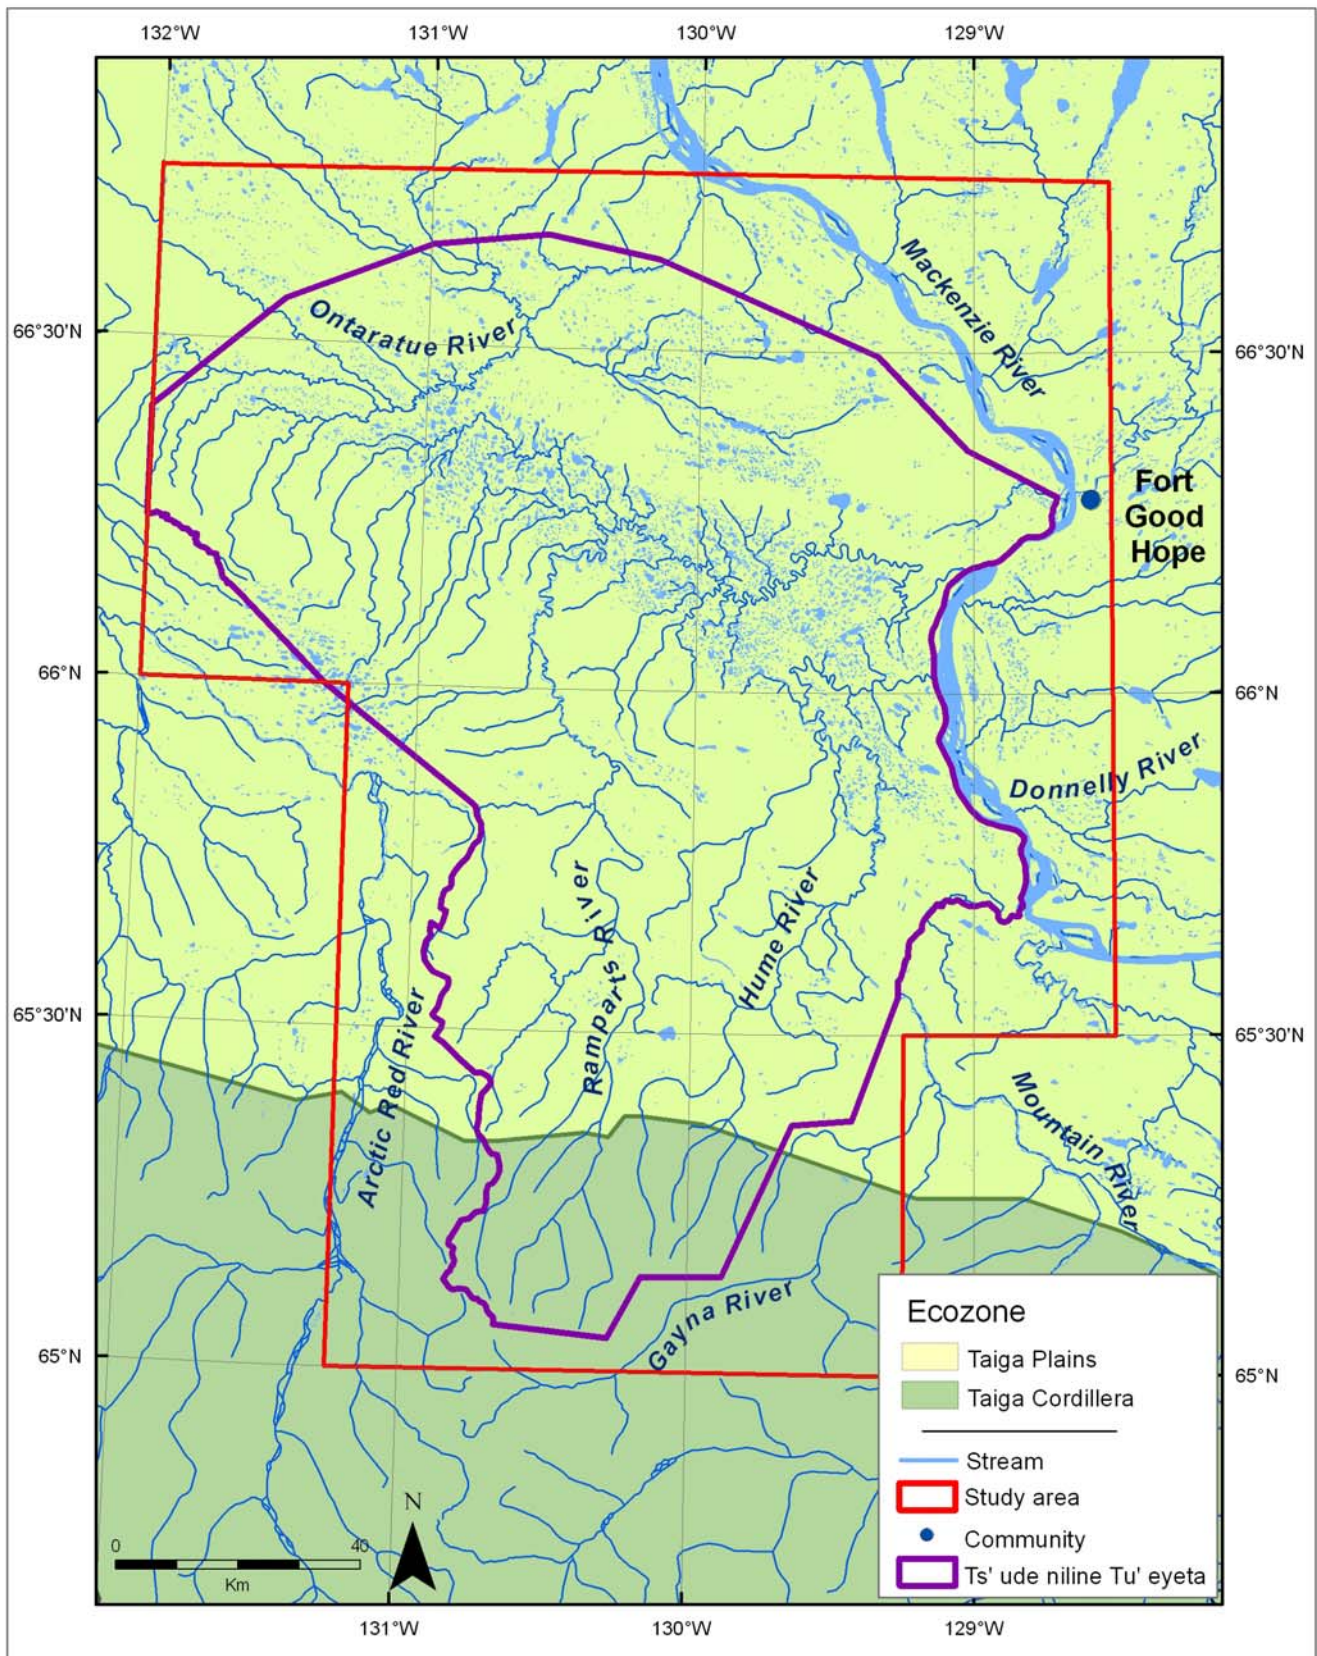 132°W 131°W 130°W 129°W
Mackenzie River
Ontaratue River
66°30'N
66°30'N
Fort
Good
Hope
66°N
66°N
Donnelly River
Ramparts River
Hume River
Arctic Red River
65°30'N
65°30'N
Mountain River
Gayna River
65°N
65°N
Ecozone
Taiga Plains
Taiga Cordillera
Stream
Study area
Community
Ts' ude niline Tu' eyeta
N
0 40
Km
131°W 130°W 129°W